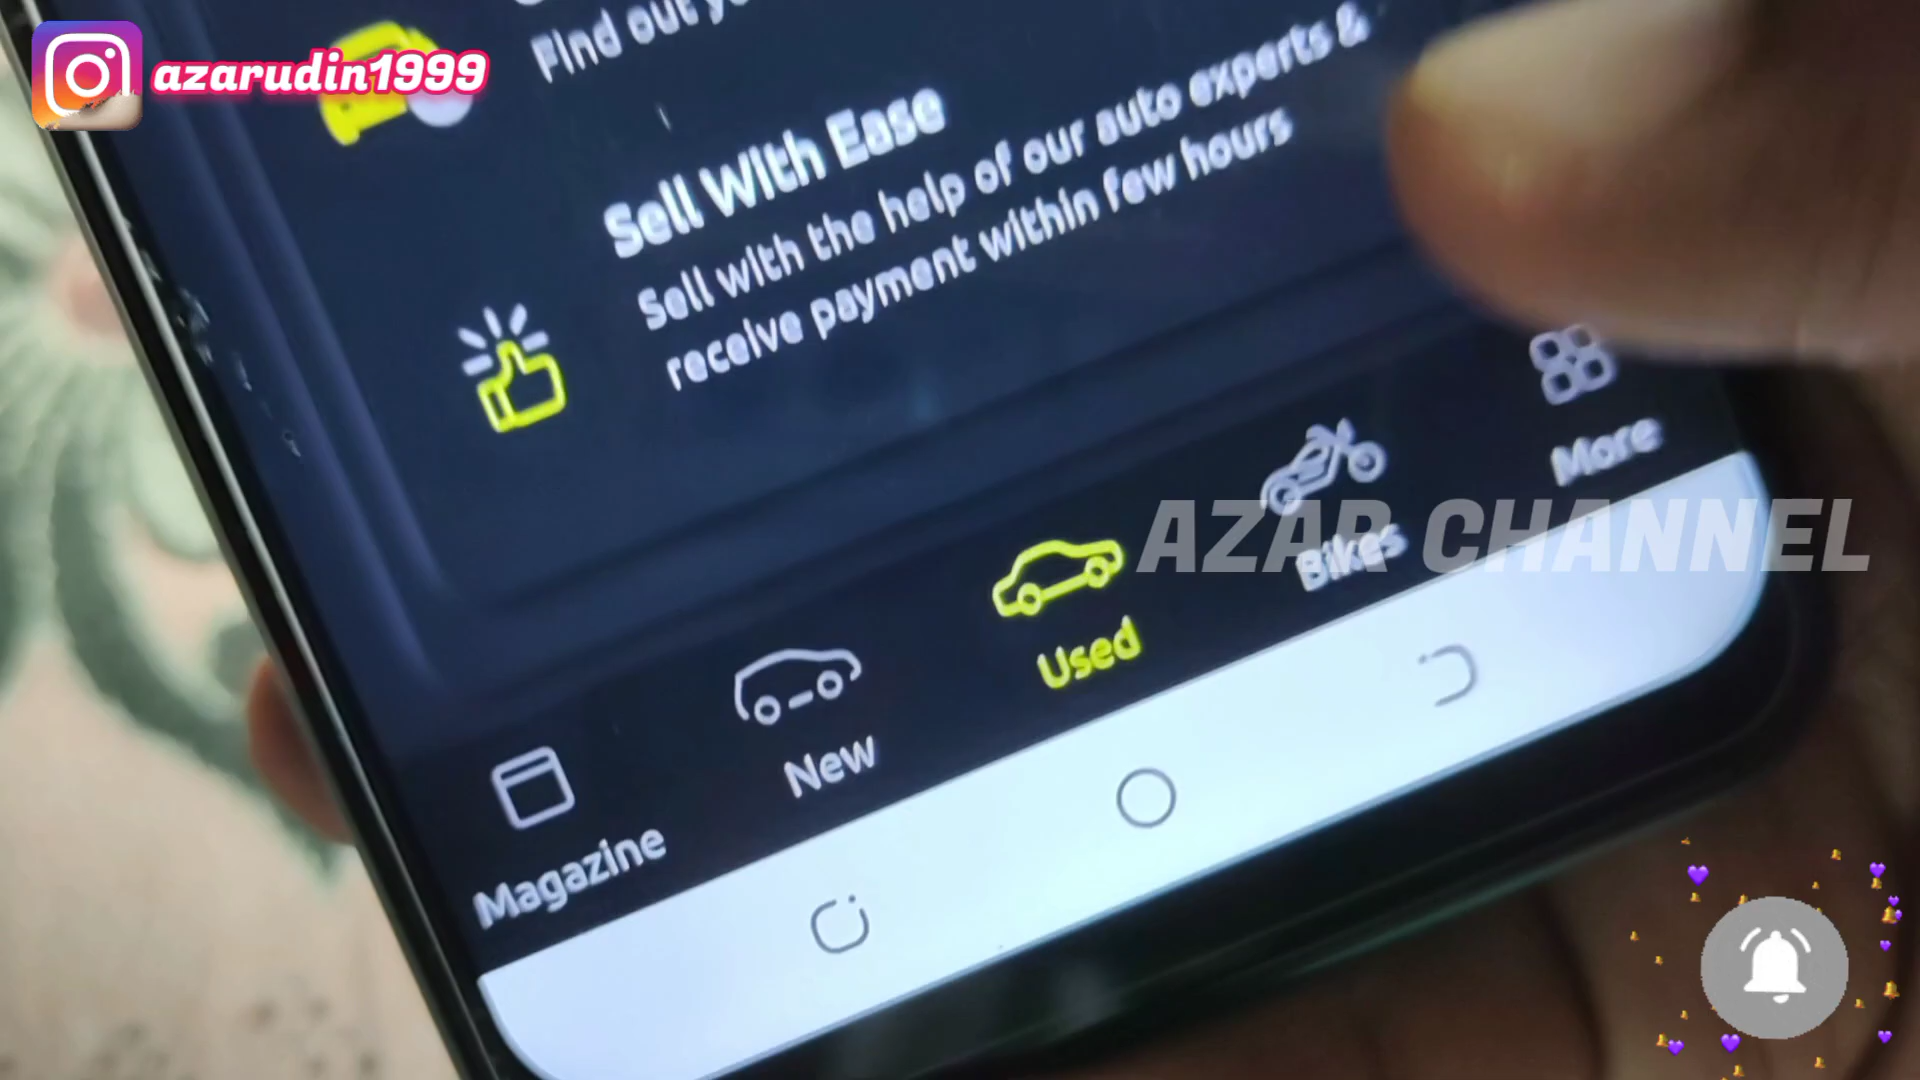 azarudin1999
Find out
Sell With Ease
Sell with the help of our auto experts &
receive payment within few hours
More
AZAR CHANNEL
Bikes
Used
New
Magazine